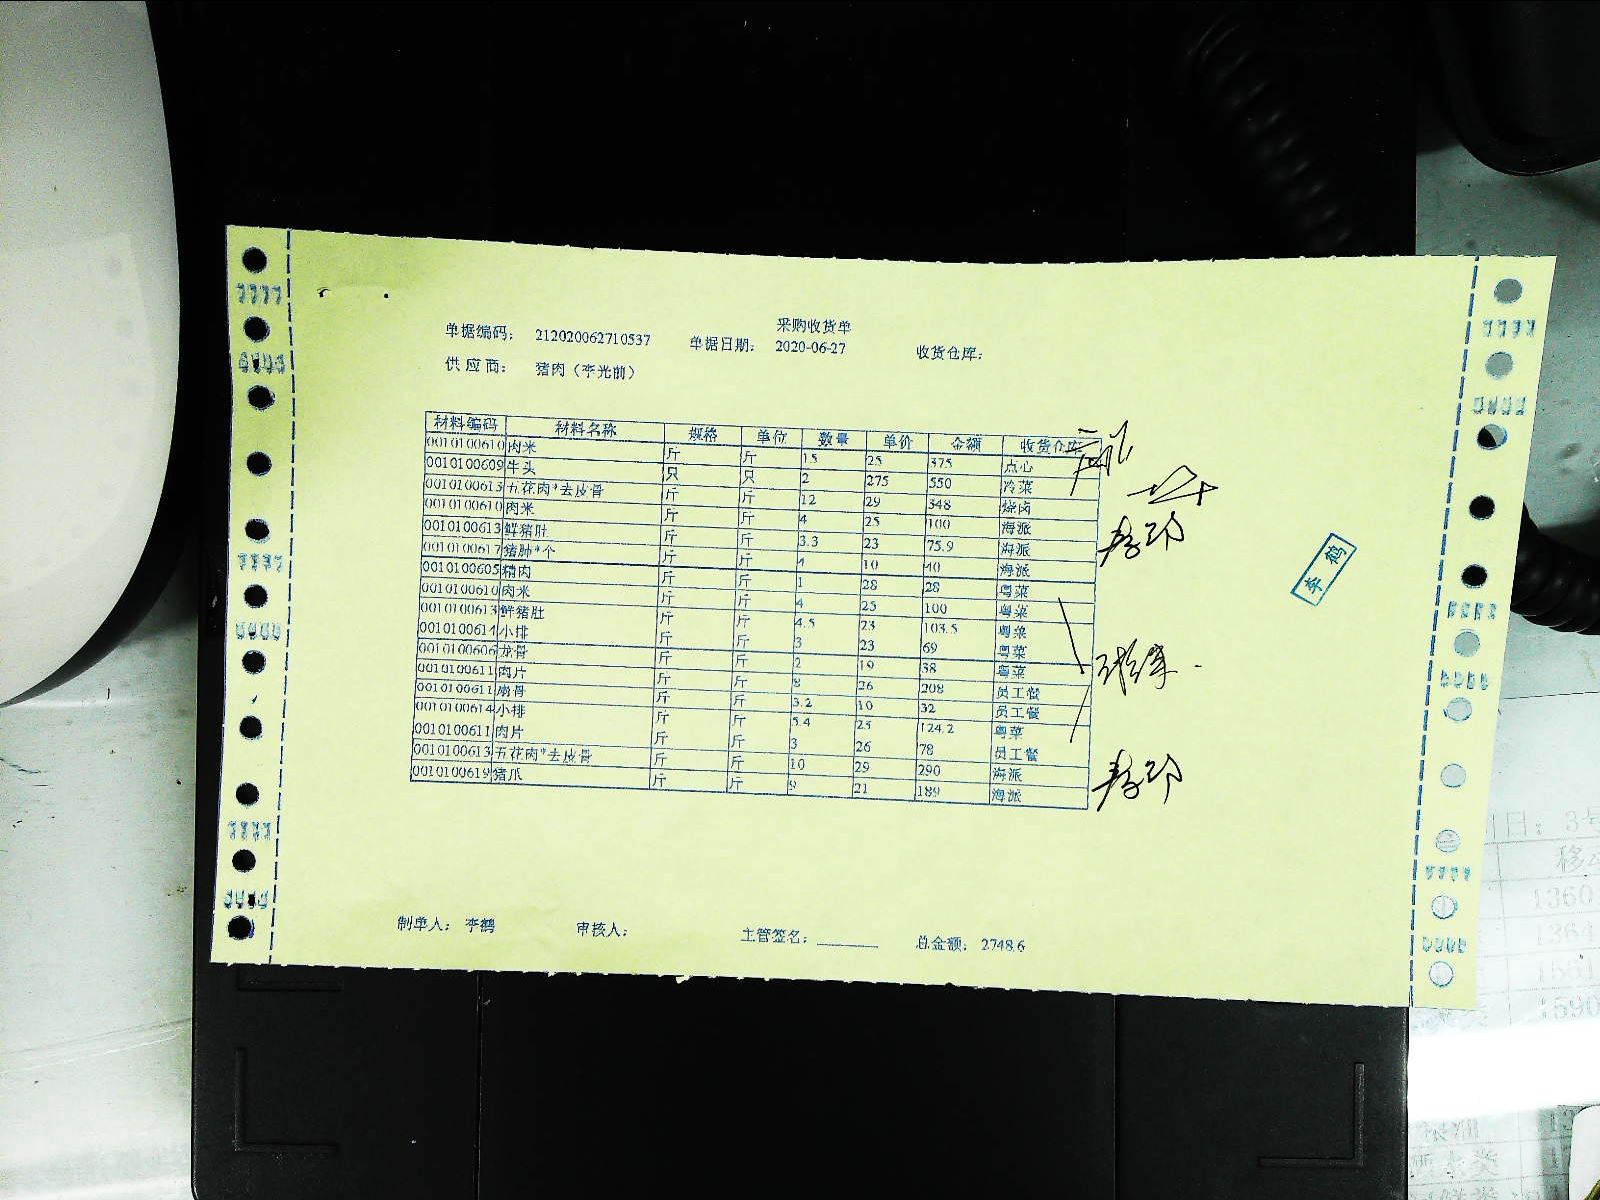 采购收货单
单据编码： 212020062710537 单据日期： 2020-06-27 收货仓库：
供应商： 猪肉（李光前）
材料编码 材料名称 规格 单位 数量 单价 金额 收货仓库
0010100610 肉米 斤 斤 15 25 375 点心
0010100609 牛头 只 只 2 275 550 冷菜
0010100613 五花肉*去皮骨 斤 斤 12 29 348 烧卤
0010100610 肉米 斤 斤 4 25 100 海派
0010100613 鲜猪肚 斤 斤 3.3 23 75.9 海派
0010100617 猪肺*个 斤 斤 4 10 40 海派
0010100605 精肉 斤 斤 1 28 28 粤菜
0010100610 肉米 斤 斤 4 25 100 粤菜
0010100613 鲜猪肚 斤 斤 4.5 23 103.5 粤菜
0010100614 小排 斤 斤 3 23 69 粤菜
0010100606 龙骨 斤 斤 2 19 38 粤菜
0010100611 肉片 斤 斤 8 26 208 员工餐
0010100611 扇骨 斤 斤 3.2 10 32 员工餐
0010100614 小排 斤 斤 5.4 23 124.2 粤菜
0010100611 肉片 斤 斤 3 26 78 员工餐
0010100613 五花肉*去皮骨 斤 斤 10 29 290 海派
0010100619 猪爪 斤 斤 9 21 189 海派
李鹤
制单人： 李鹤 审核人： 主管签名： 总金额： 2748.6